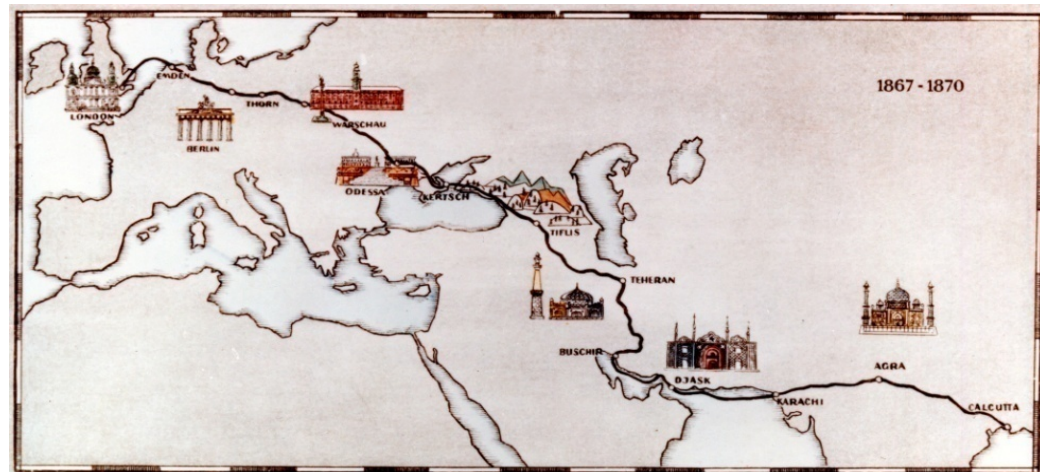 1867 - 1870
LONDON
EMDEN
BERLIN
THORN
WARSCHAU
ODESSA
KERTSCH
TIFLIS
TEHERAN
BUSCHIR
DJASK
KARACHI
AGRA
CALCUTTA